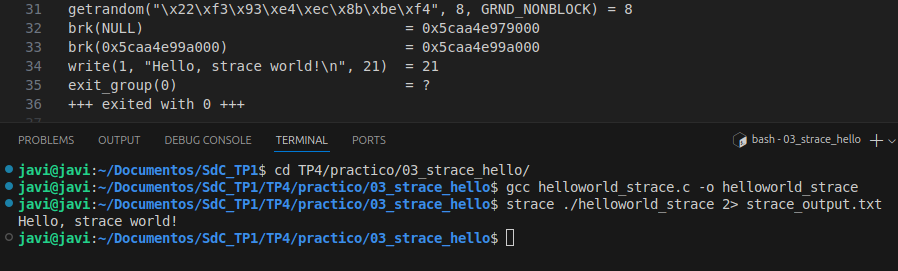 31 getrandom("\x22\xf3\x93\xe4\xec\x8b\xbe\xf4", 8, GRND_NONBLOCK) = 8
32 brk(NULL) = 0x5caa4e979000
33 brk(0x5caa4e99a000) = 0x5caa4e99a000
34 write(1, "Hello, strace world!\n", 21) = 21
35 exit_group(0) = ?
36 +++ exited with 0 +++
37
PROBLEMS OUTPUT DEBUG CONSOLE TERMINAL PORTS bash - 03_strace_hello
javi@javi:~/Documentos/SdC_TP1$ cd TP4/practico/03_strace_hello/
javi@javi:~/Documentos/SdC_TP1/TP4/practico/03_strace_hello$ gcc helloworld_strace.c -o helloworld_strace
javi@javi:~/Documentos/SdC_TP1/TP4/practico/03_strace_hello$ strace ./helloworld_strace 2> strace_output.txt
Hello, strace world!
javi@javi:~/Documentos/SdC_TP1/TP4/practico/03_strace_hello$